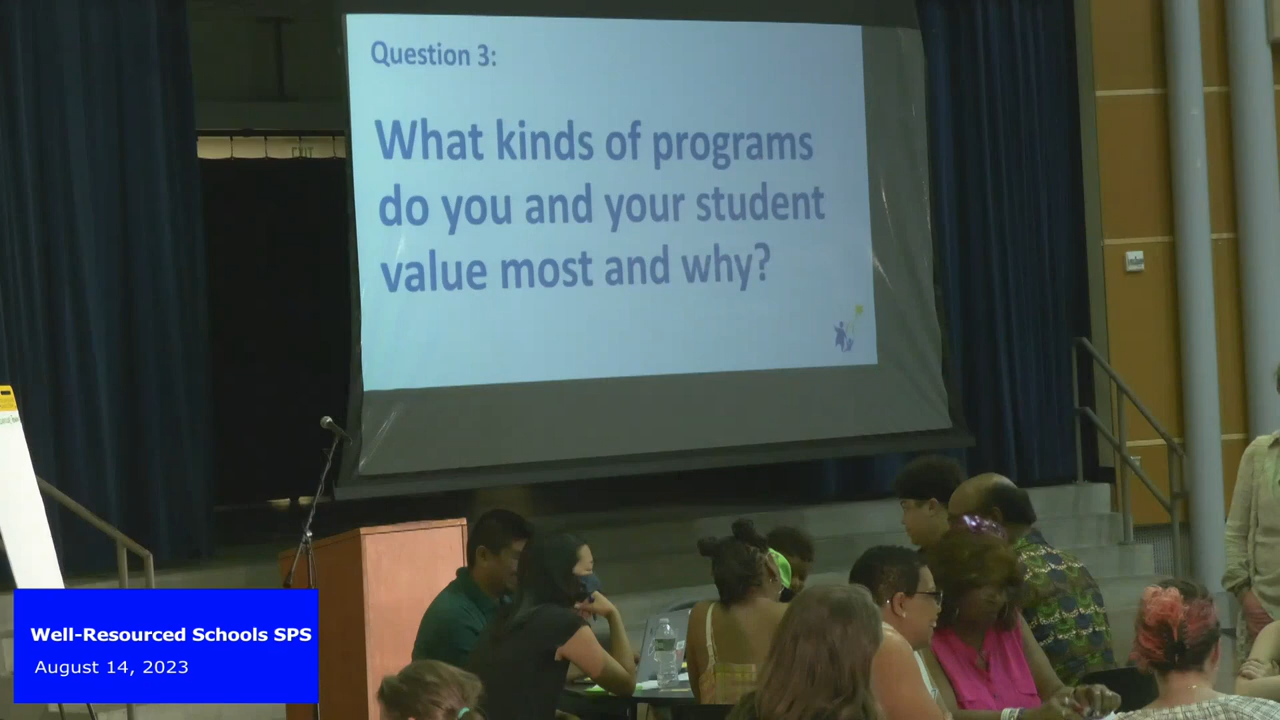 Question 3:
What kinds of programs
do you and your student
value most and why?
EXIT
Well-Resourced Schools SPS
August 14, 2023